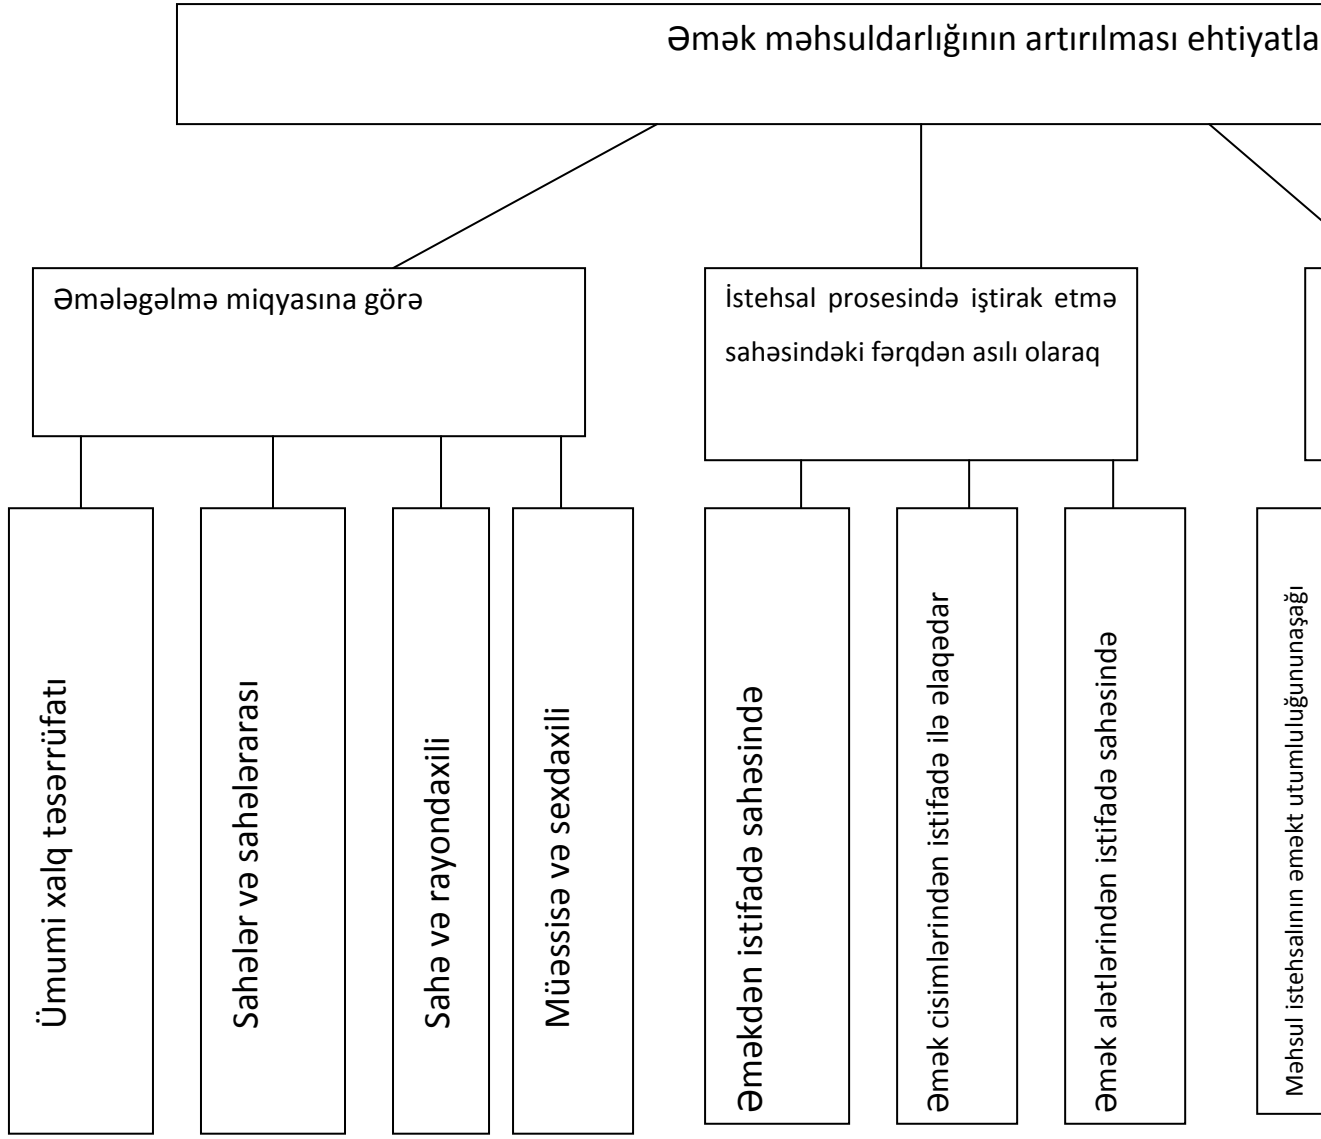 Əmək məhsuldarlığının artırılması ehtiyatla
Əmələgəlmə miqyasına görə
İstehsal prosesində iştirak etmə
sahəsindəki fərqdən asılı olaraq
Ümumi xalq təsərrüfatı
Sahələr və sahələrarası
Sahə və rayondaxili
Müəssisə və sexdaxili
Əməkdən istifadə sahəsində
Əmək cisimlərindən istifadə ilə əlaqədar
Əmək alətlərindən istifadə sahəsində
Məhsul istehsalının əməkt utumluluğununaşağı